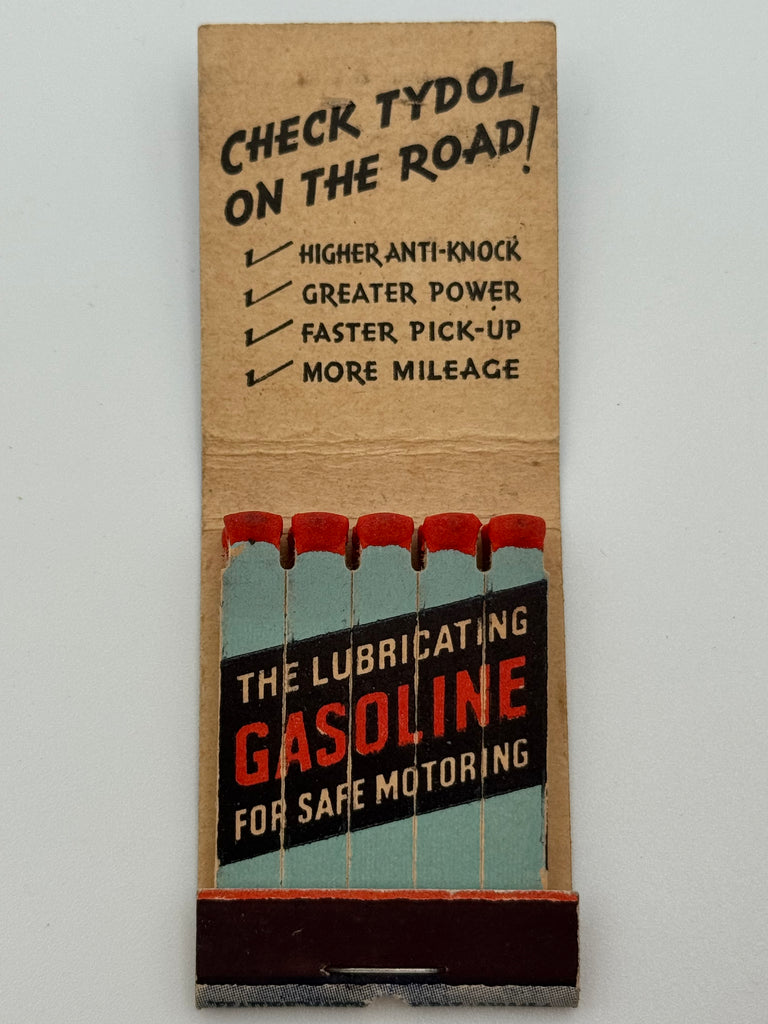 CHECK TYDOL
ON THE ROAD!
HIGHER ANTI-KNOCK
GREATER POWER
FASTER PICK-UP
MORE MILEAGE
THE LUBRICATING
GASOLINE
FOR SAFE MOTORING